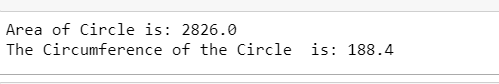 Area of Circle is: 2826.0
The Circumference of the Circle  is: 188.4